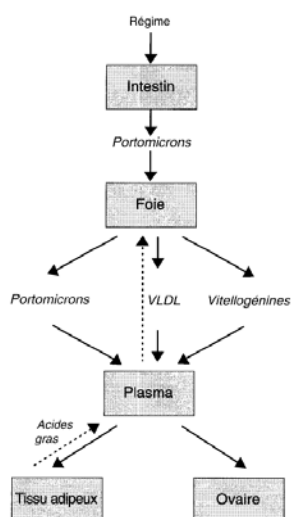 Régime
Intestin
Portomicrons
Foie
Portomicrons
VLDL
Vitellogénines
Plasma
Acides
gras
Tissu adipeux
Ovaire